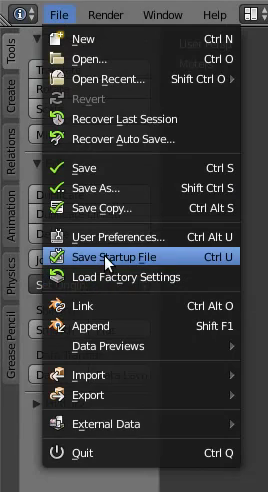 File Render Window Help
New Ctrl N
Open... Ctrl O
Open Recent... Shift Ctrl O
Revert
Recover Last Session
Recover Auto Save...
Save Ctrl S
Save As... Shift Ctrl S
Save Copy... Ctrl Alt S
User Preferences... Ctrl Alt U
Save Startup File Ctrl U
Load Factory Settings
Link Ctrl Alt O
Append Shift F1
Data Previews
Import
Export
External Data
Quit Ctrl Q
Tools
Create
Relations
Animation
Physics
Grease Pencil